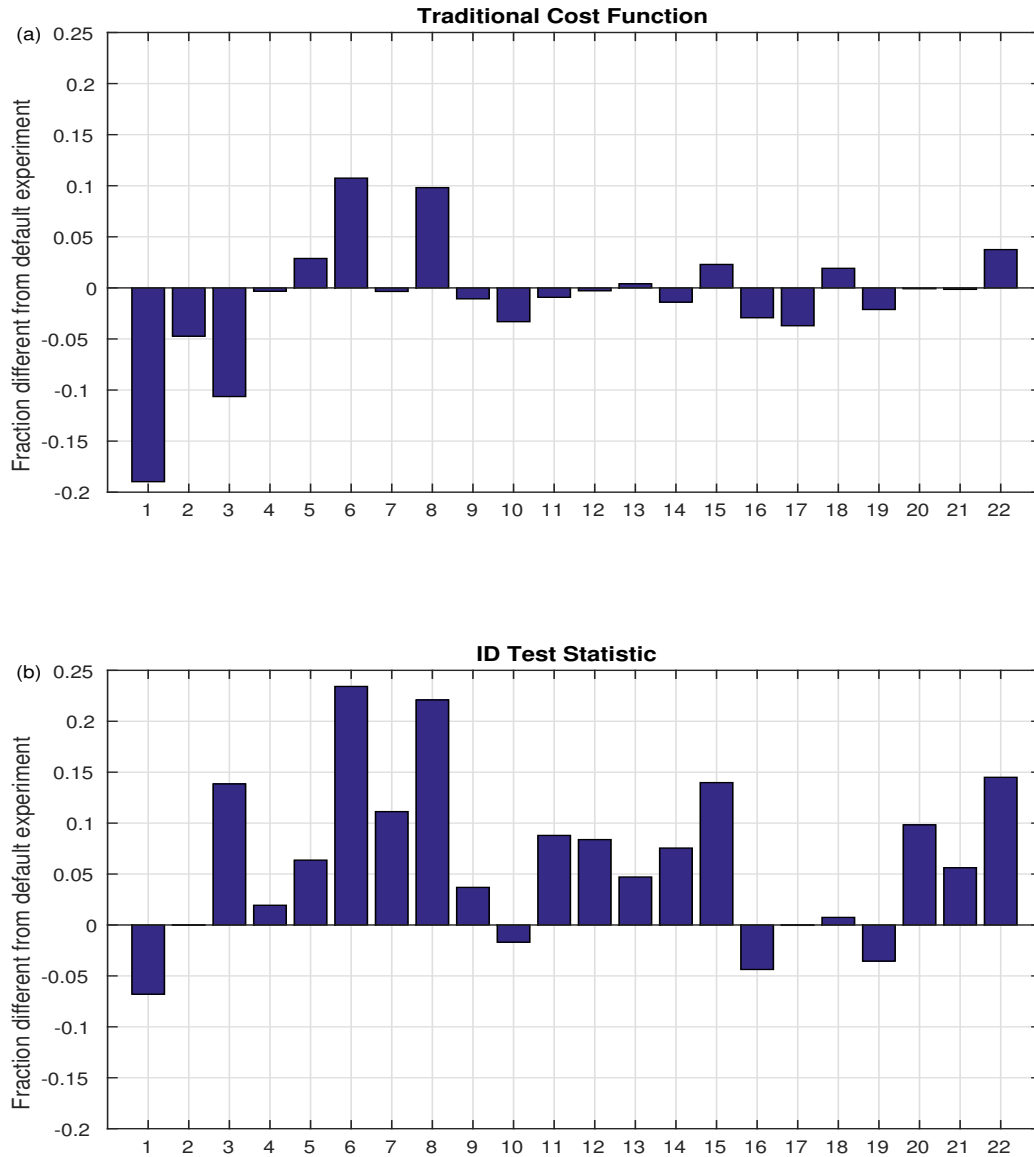 Traditional Cost Function
(a)
0.25
0.2
0.15
0.1
0.05
0
-0.05
-0.1
-0.15
-0.2
Fraction different from default experiment
1 2 3 4 5 6 7 8 9 10 11 12 13 14 15 16 17 18 19 20 21 22
ID Test Statistic
(b)
0.25
0.2
0.15
0.1
0.05
0
-0.05
-0.1
-0.15
-0.2
Fraction different from default experiment
1 2 3 4 5 6 7 8 9 10 11 12 13 14 15 16 17 18 19 20 21 22